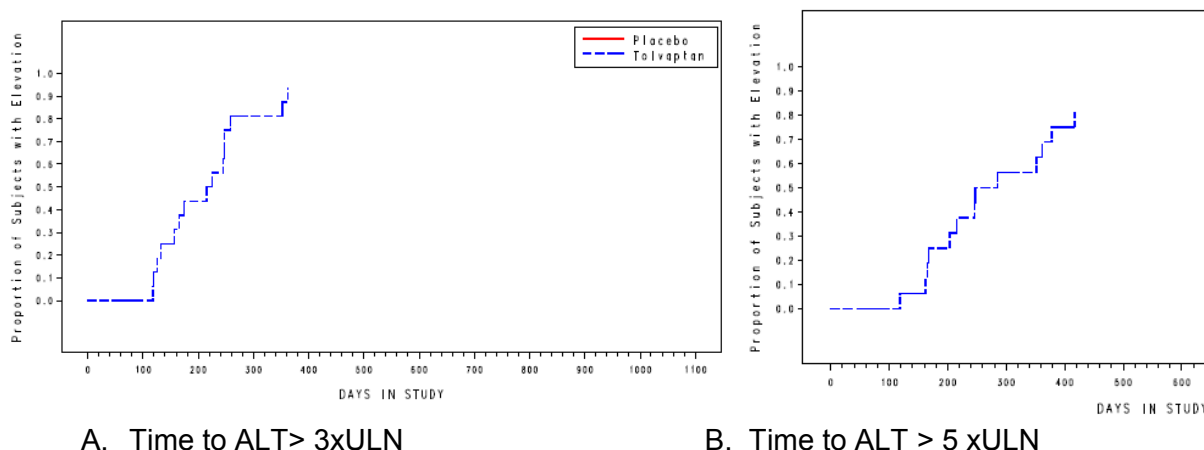 Placebo
Tolvaptan
Proportion of Subjects with Elevation
1.0
0.9
0.8
0.7
0.6
0.5
0.4
0.3
0.2
0.1
0.0
0 100 200 300 400 500 600 700 800 900 1000 1100
DAYS IN STUDY
A. Time to ALT> 3xULN
Proportion of Subjects with Elevation
1.0
0.9
0.8
0.7
0.6
0.5
0.4
0.3
0.2
0.1
0.0
0 100 200 300 400 500 600
DAYS IN STUDY
B. Time to ALT > 5 xULN